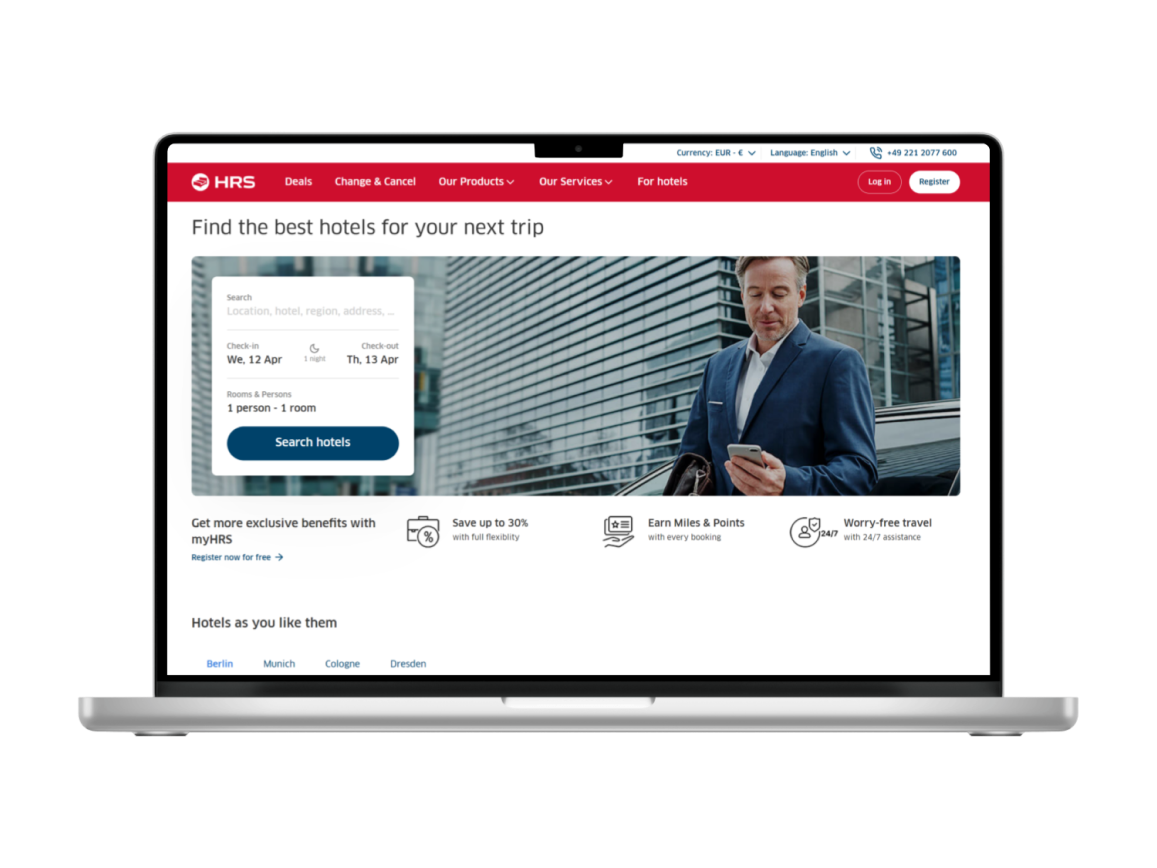 Currency: EUR - € Language: English +49 221 2077 600
HRS Deals Change & Cancel Our Products Our Services For hotels Log in Register
Find the best hotels for your next trip
Search
Location, hotel, region, address, ...
Check-in Check-out
We, 12 Apr 1 night Th, 13 Apr
Rooms & Persons
1 person - 1 room
Search hotels
Get more exclusive benefits with
myHRS
Register now for free →
%
Save up to 30%
with full flexiblity
Earn Miles & Points
with every booking
24/7
Worry-free travel
with 24/7 assistance
Hotels as you like them
Berlin Munich Cologne Dresden